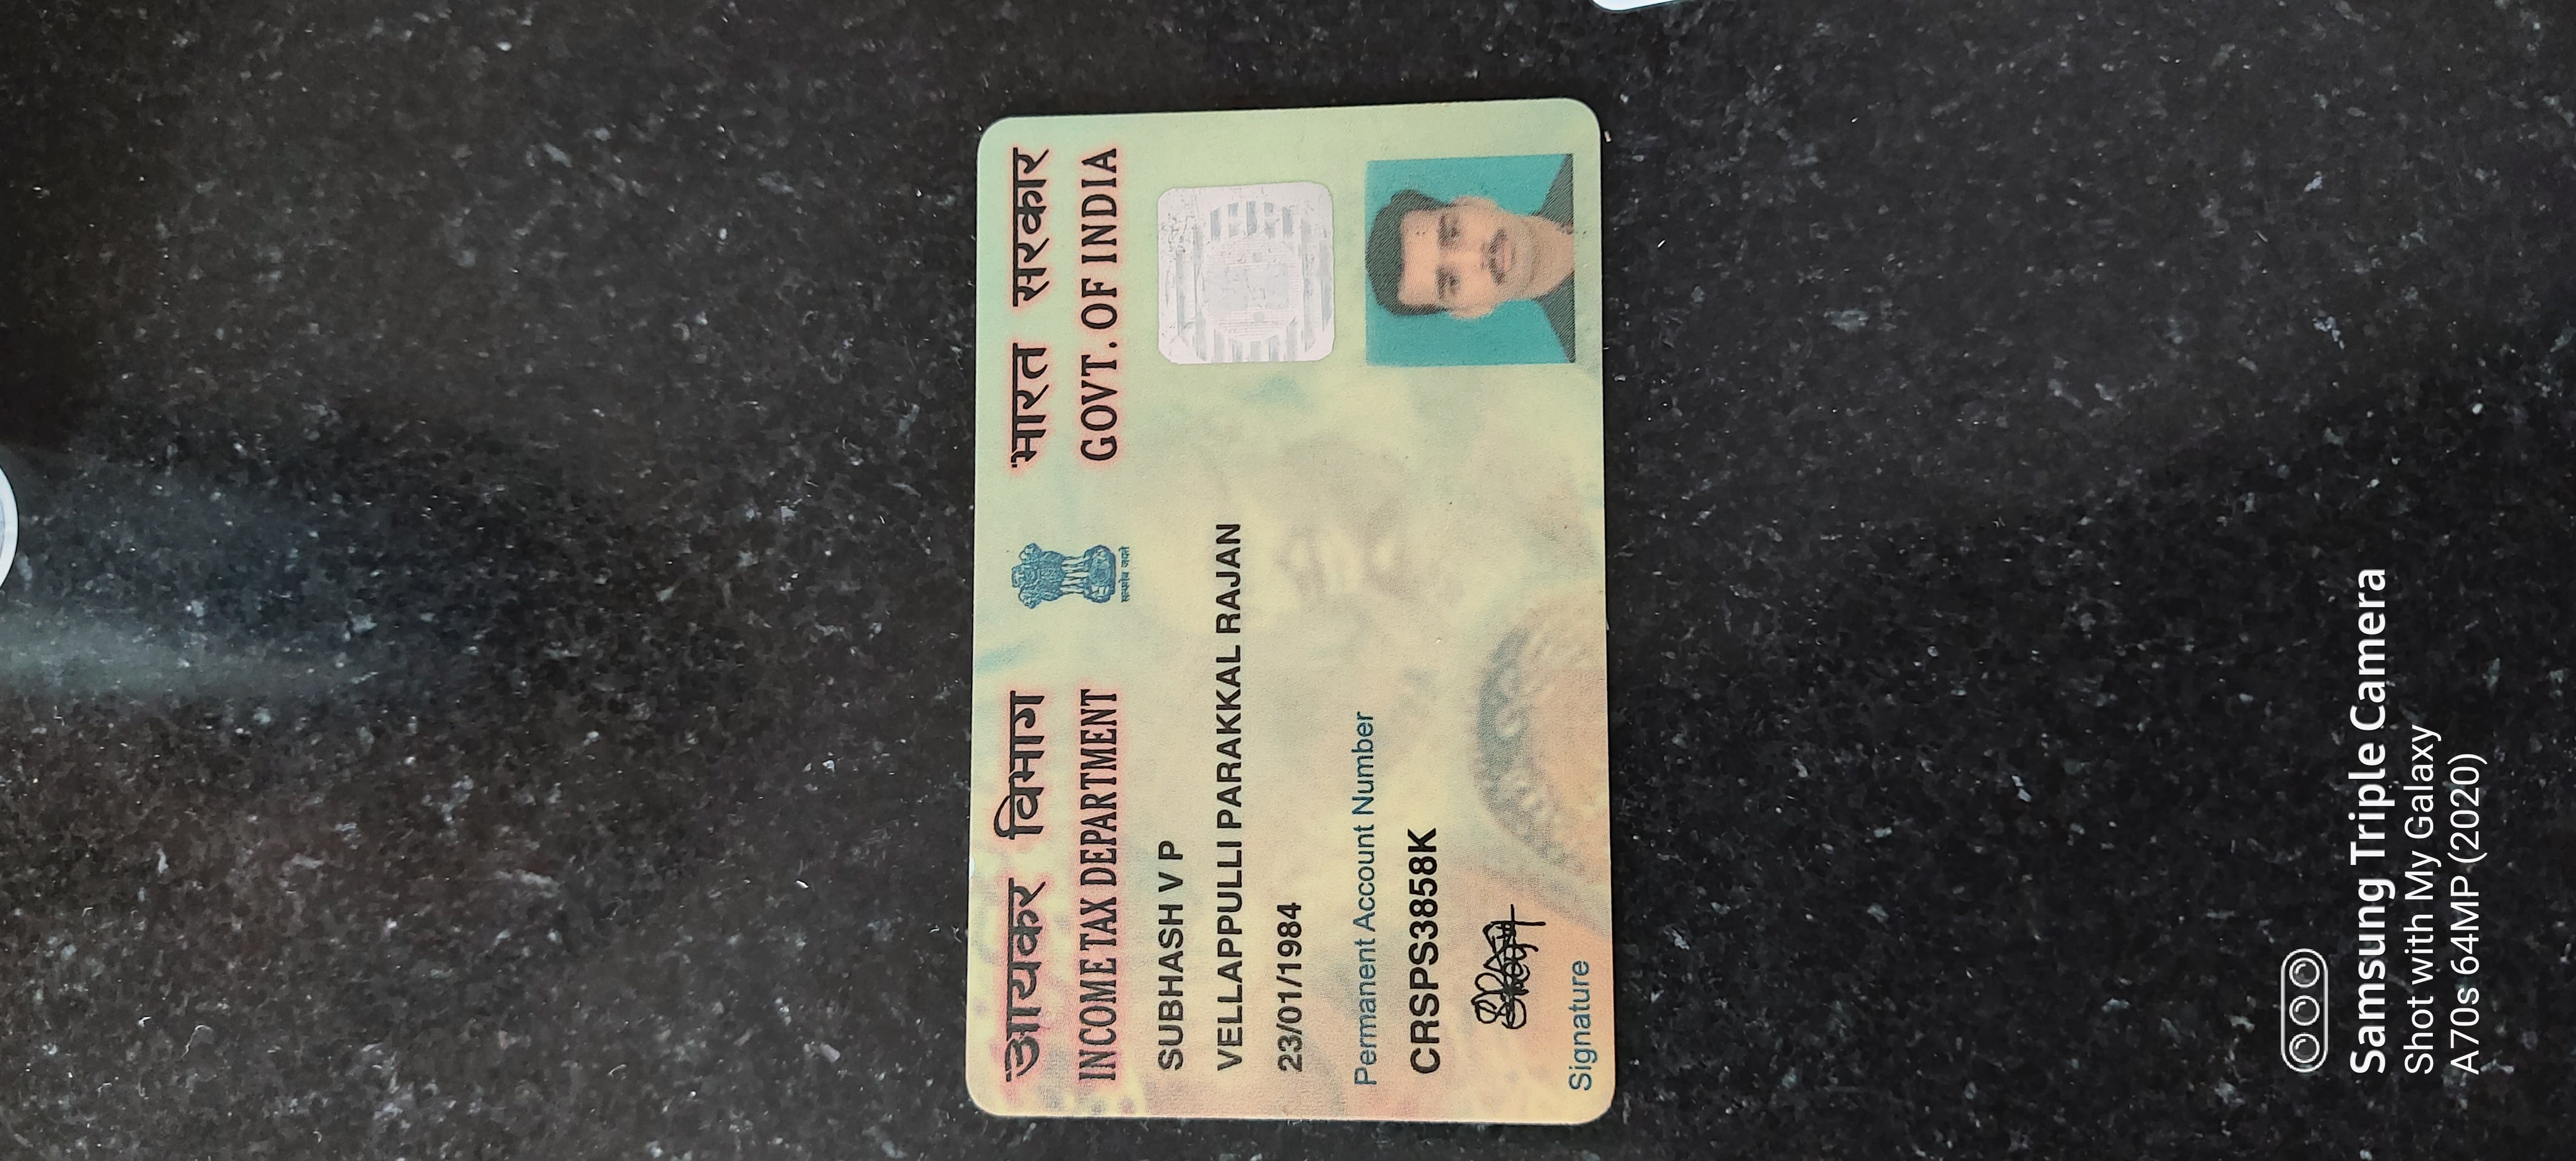 आयकर विभाग
INCOME TAX DEPARTMENT
भारत सरकार
GOVT. OF INDIA
सत्यमेव जयते
SUBHASH V P
VELLAPPULLI PARAKKAL RAJAN
23/01/1984
Permanent Account Number
CRSPS3858K
Signature
Samsung Triple Camera
Shot with My Galaxy
A70s 64MP (2020)